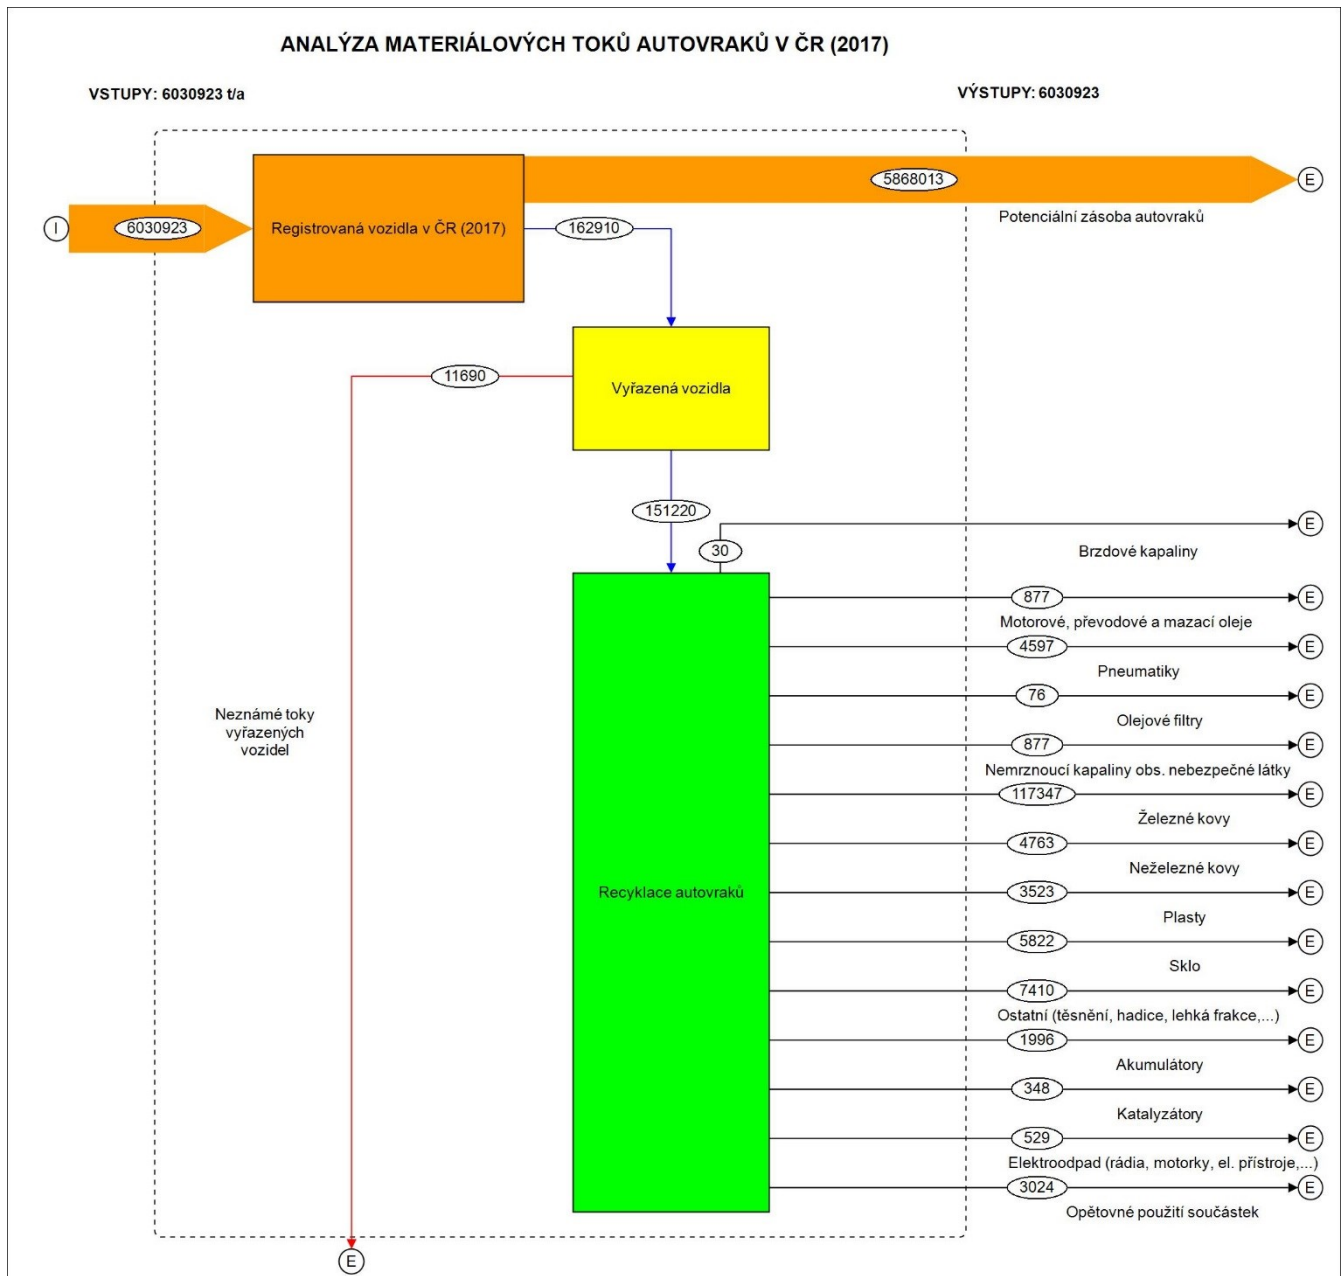 ANALÝZA MATERIÁLOVÝCH TOKŮ AUTOVRAKŮ V ČR (2017)
VSTUPY: 6030923 t/a
VÝSTUPY: 6030923
5868013
E
Potenciální zásoba autovraků
I
6030923
Registrovaná vozidla v ČR (2017)
162910
11690
Vyřazená vozidla
151220
30
E
Brzdové kapaliny
877
E
Motorové, převodové a mazací oleje
4597
E
Pneumatiky
76
E
Olejové filtry
Neznámé toky
vyřazených
vozidel
877
E
Nemrznoucí kapaliny obs. nebezpečné látky
117347
E
Železné kovy
4763
E
Neželezné kovy
Recyklace autovraků
3523
E
Plasty
5822
E
Sklo
7410
E
Ostatní (těsnění, hadice, lehká frakce,...)
1996
E
Akumulátory
348
E
Katalyzátory
529
E
Elektroodpad (rádia, motorky, el. přístroje,...)
3024
E
Opětovné použití součástek
E